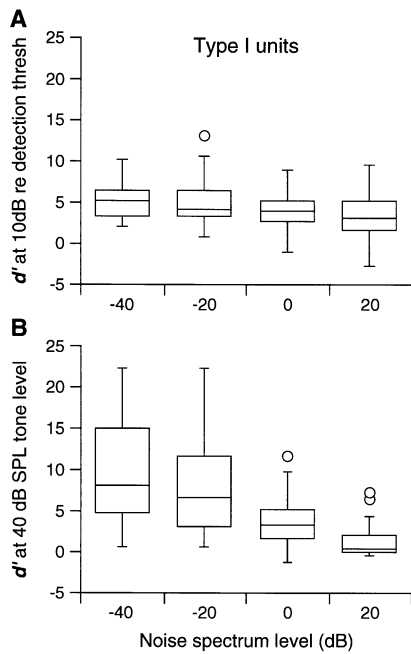 A
Type I units
d' at 10dB re detection thresh
25
20
15
10
5
0
-5
-40 -20 0 20
B
d' at 40 dB SPL tone level
25
20
15
10
5
0
-5
-40 -20 0 20
Noise spectrum level (dB)